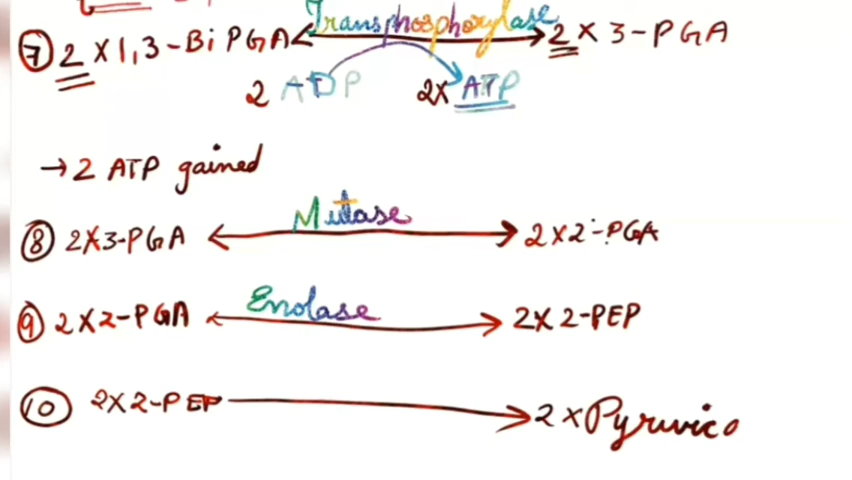 Transphosphorylase
⑦ 2 X 1,3-Bi PGA 2 X 3-PGA
2 ADP 2X ATP
→ 2 ATP gained
Mutase
⑧ 2X3-PGA 2X2-PGA
Enolase
⑨ 2X2-PGA 2X 2-PEP
⑩ 2X2-PEP 2 X Pyruvic